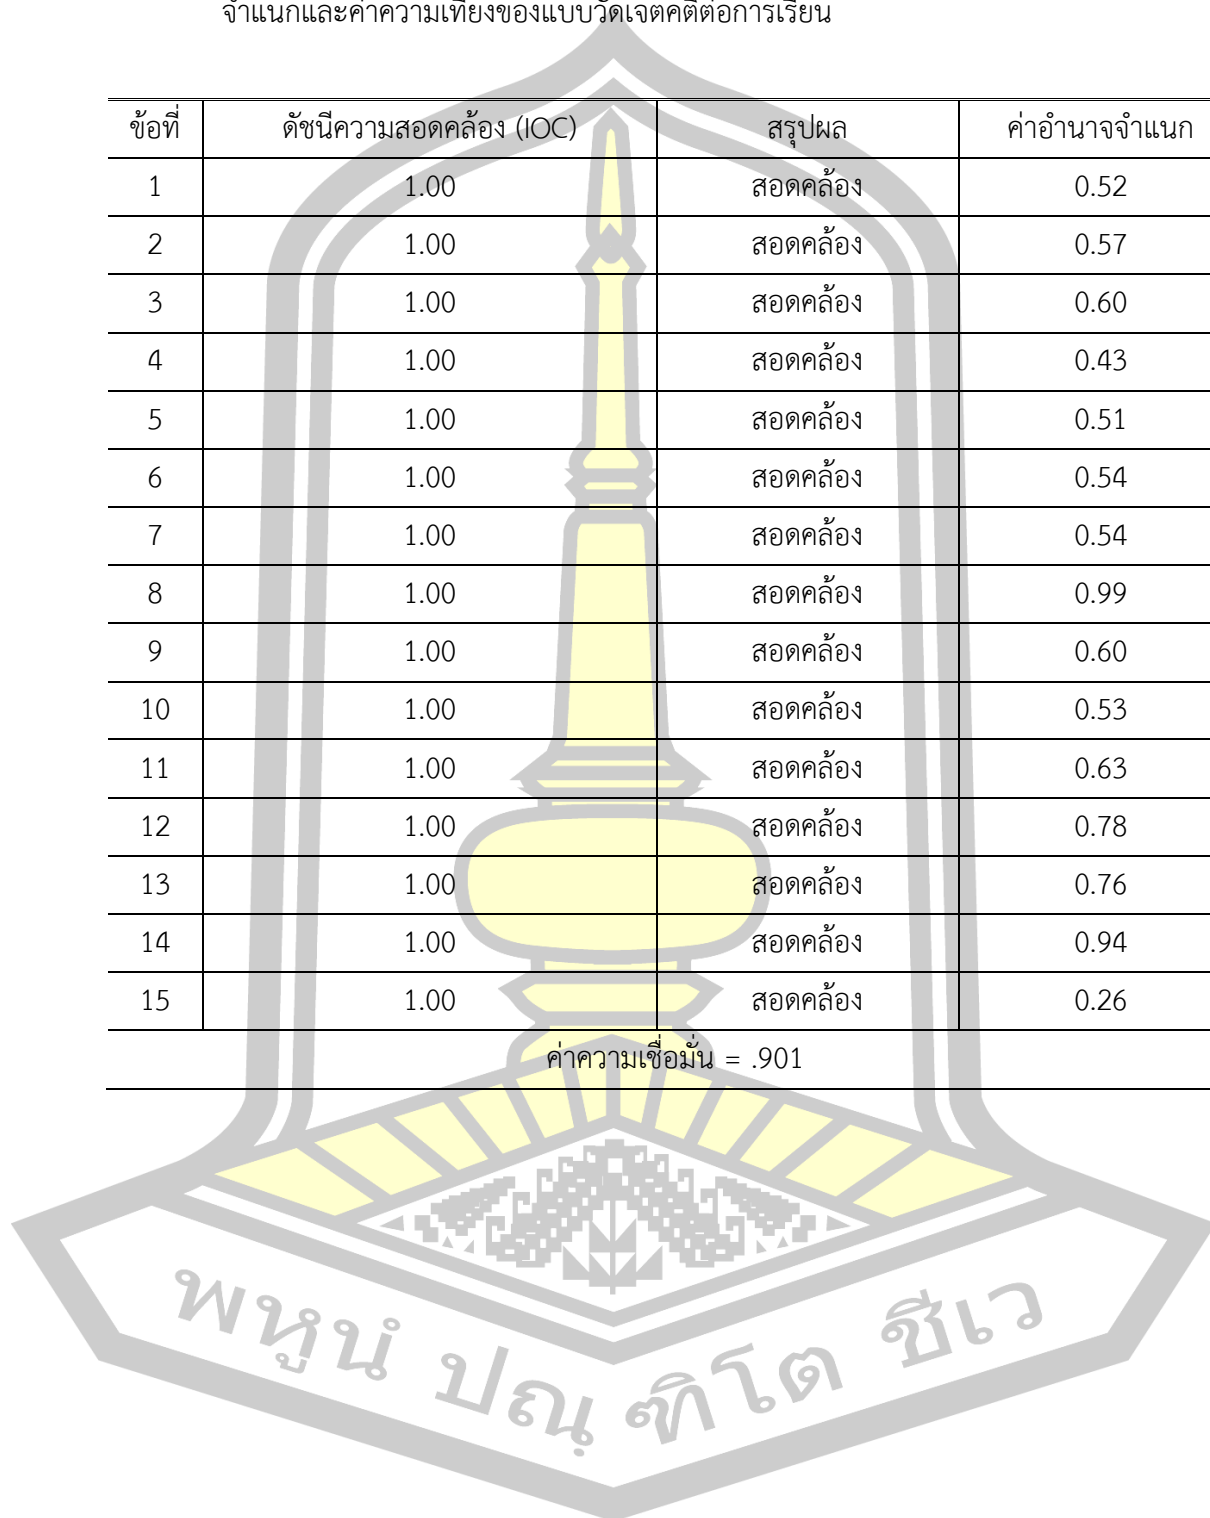 จำแนกและค่าความเที่ยงของแบบวัดเจตคติต่อการเรียน
ข้อที่ ดัชนีความสอดคล้อง (IOC) สรุปผล ค่าอำนาจจำแนก
1 1.00 สอดคล้อง 0.52
2 1.00 สอดคล้อง 0.57
3 1.00 สอดคล้อง 0.60
4 1.00 สอดคล้อง 0.43
5 1.00 สอดคล้อง 0.51
6 1.00 สอดคล้อง 0.54
7 1.00 สอดคล้อง 0.54
8 1.00 สอดคล้อง 0.99
9 1.00 สอดคล้อง 0.60
10 1.00 สอดคล้อง 0.53
11 1.00 สอดคล้อง 0.63
12 1.00 สอดคล้อง 0.78
13 1.00 สอดคล้อง 0.76
14 1.00 สอดคล้อง 0.94
15 1.00 สอดคล้อง 0.26
ค่าความเชื่อมั่น = .901
พหูนํ ปณฺฑิโต ชีเว